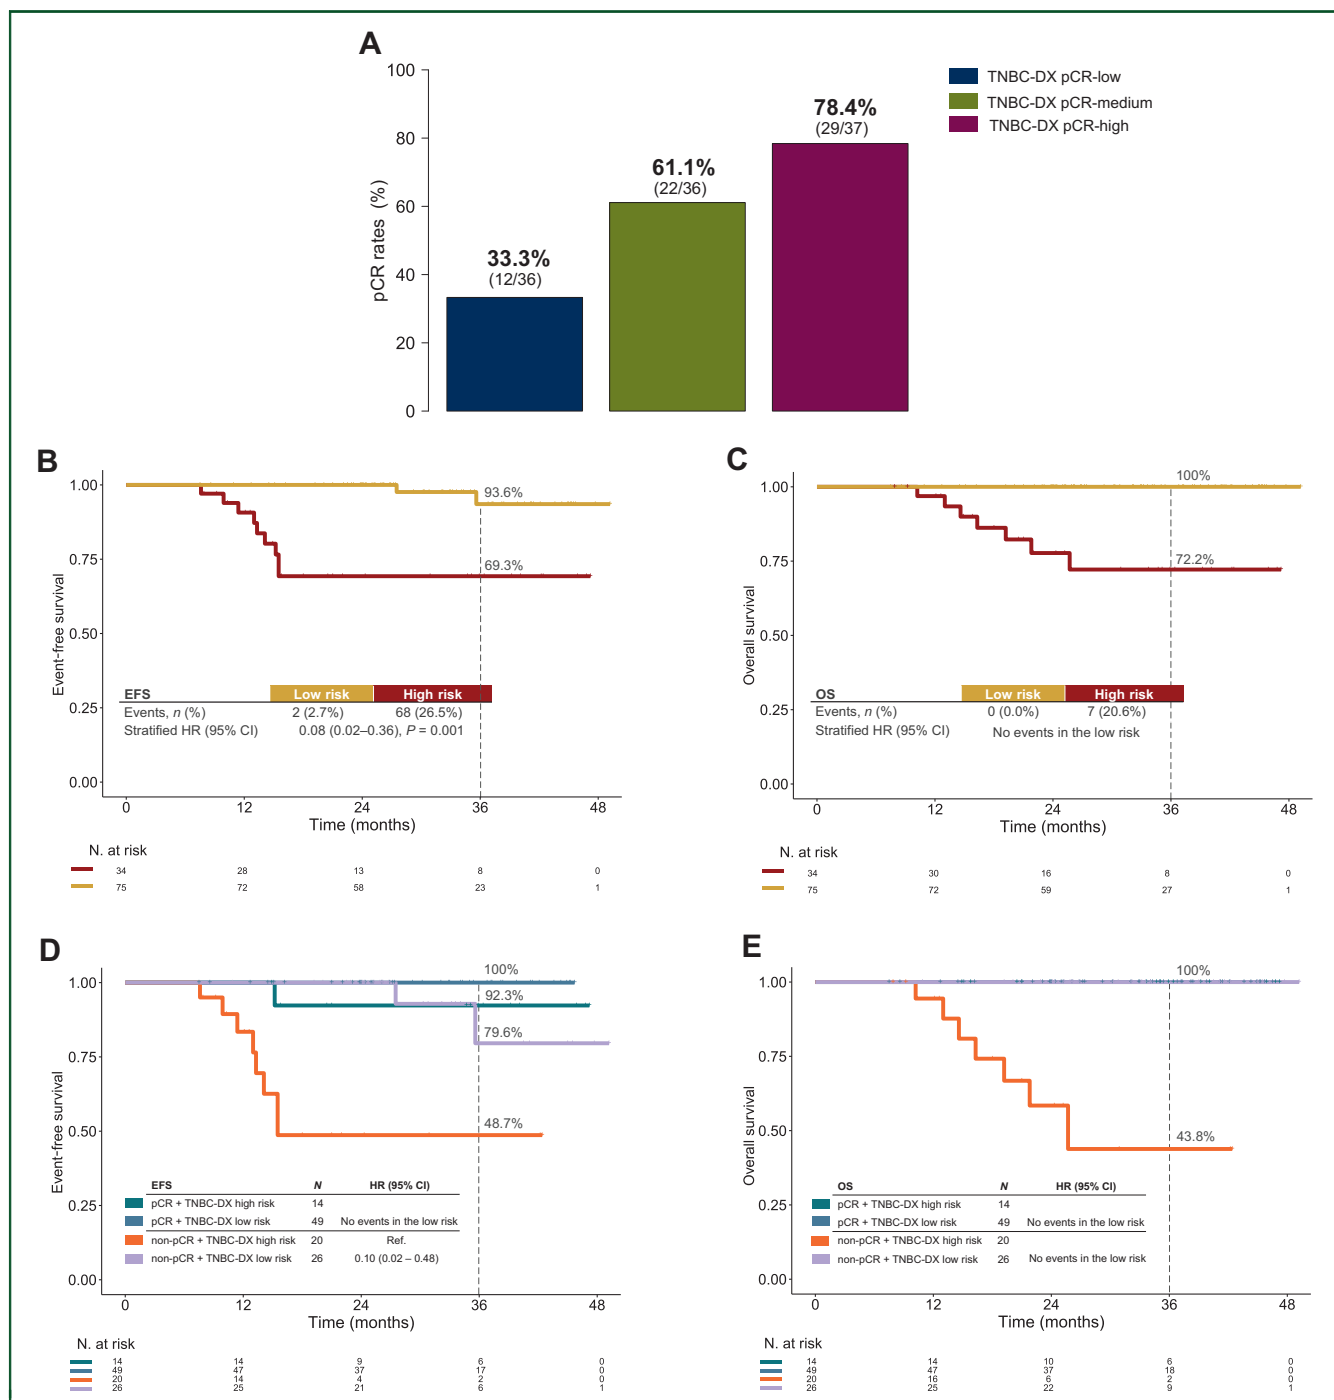 A
100
80
60
40
20
0
pCR rates (%)
33.3%
(12/36)
61.1%
(22/36)
78.4%
(29/37)
TNBC-DX pCR-low
TNBC-DX pCR-medium
TNBC-DX pCR-high
B
1.00
0.75
0.50
0.25
0.00
Event-free survival
93.6%
69.3%
EFS Low risk High risk
Events, n (%) 2 (2.7%) 68 (26.5%)
Stratified HR (95% CI) 0.08 (0.02–0.36), P = 0.001
0 12 24 36 48
Time (months)
N. at risk
34 28 13 8 0
75 72 58 23 1
C
1.00
0.75
0.50
0.25
0.00
Overall survival
100%
72.2%
OS Low risk High risk
Events, n (%) 0 (0.0%) 7 (20.6%)
Stratified HR (95% CI) No events in the low risk
0 12 24 36 48
Time (months)
N. at risk
34 30 16 8 0
75 72 59 27 1
D
1.00
0.75
0.50
0.25
0.00
Event-free survival
100%
92.3%
79.6%
48.7%
EFS N HR (95% CI)
pCR + TNBC-DX high risk 14
pCR + TNBC-DX low risk 49 No events in the low risk
non-pCR + TNBC-DX high risk 20 Ref.
non-pCR + TNBC-DX low risk 26 0.10 (0.02 – 0.48)
0 12 24 36 48
Time (months)
N. at risk
14 14 9 6 0
49 47 37 17 0
20 14 4 2 0
26 25 21 6 1
E
1.00
0.75
0.50
0.25
0.00
Overall survival
100%
43.8%
OS N HR (95% CI)
pCR + TNBC-DX high risk 14
pCR + TNBC-DX low risk 49 No events in the low risk
non-pCR + TNBC-DX high risk 20
non-pCR + TNBC-DX low risk 26 No events in the low risk
0 12 24 36 48
Time (months)
N. at risk
14 14 10 6 0
49 47 37 18 0
20 16 6 2 0
26 25 22 9 1